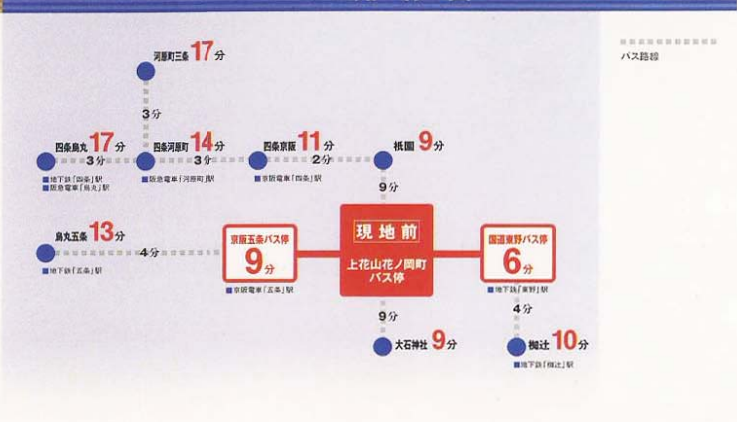 バス路線
河原町三条 17分
3分
四条烏丸 17分
3分
四条河原町 14分
3分
四条京阪 11分
2分
祇園 9分
■地下鉄「四条」駅
■阪急電車「烏丸」駅
■阪急電車「河原町」駅
■京阪電車「四条」駅
9分
烏丸五条 13分
4分
■地下鉄「五条」駅
京阪五条バス停
9分
■京阪電車「五条」駅
現地前
上花山花ノ岡町
バス停
国道東野バス停
6分
■地下鉄「東野」駅
9分
4分
大石神社 9分
椥辻 10分
■地下鉄「椥辻」駅